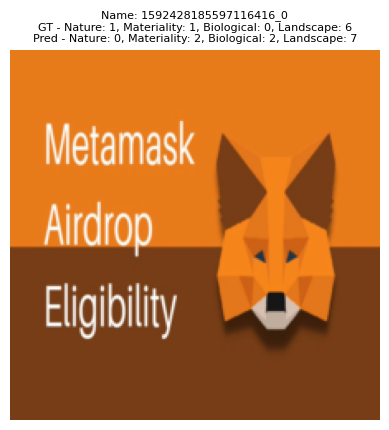 Name: 1592428185597116416_0
GT - Nature: 1, Materiality: 1, Biological: 0, Landscape: 6
Pred - Nature: 0, Materiality: 2, Biological: 2, Landscape: 7
Metamask
Airdrop
Eligibility